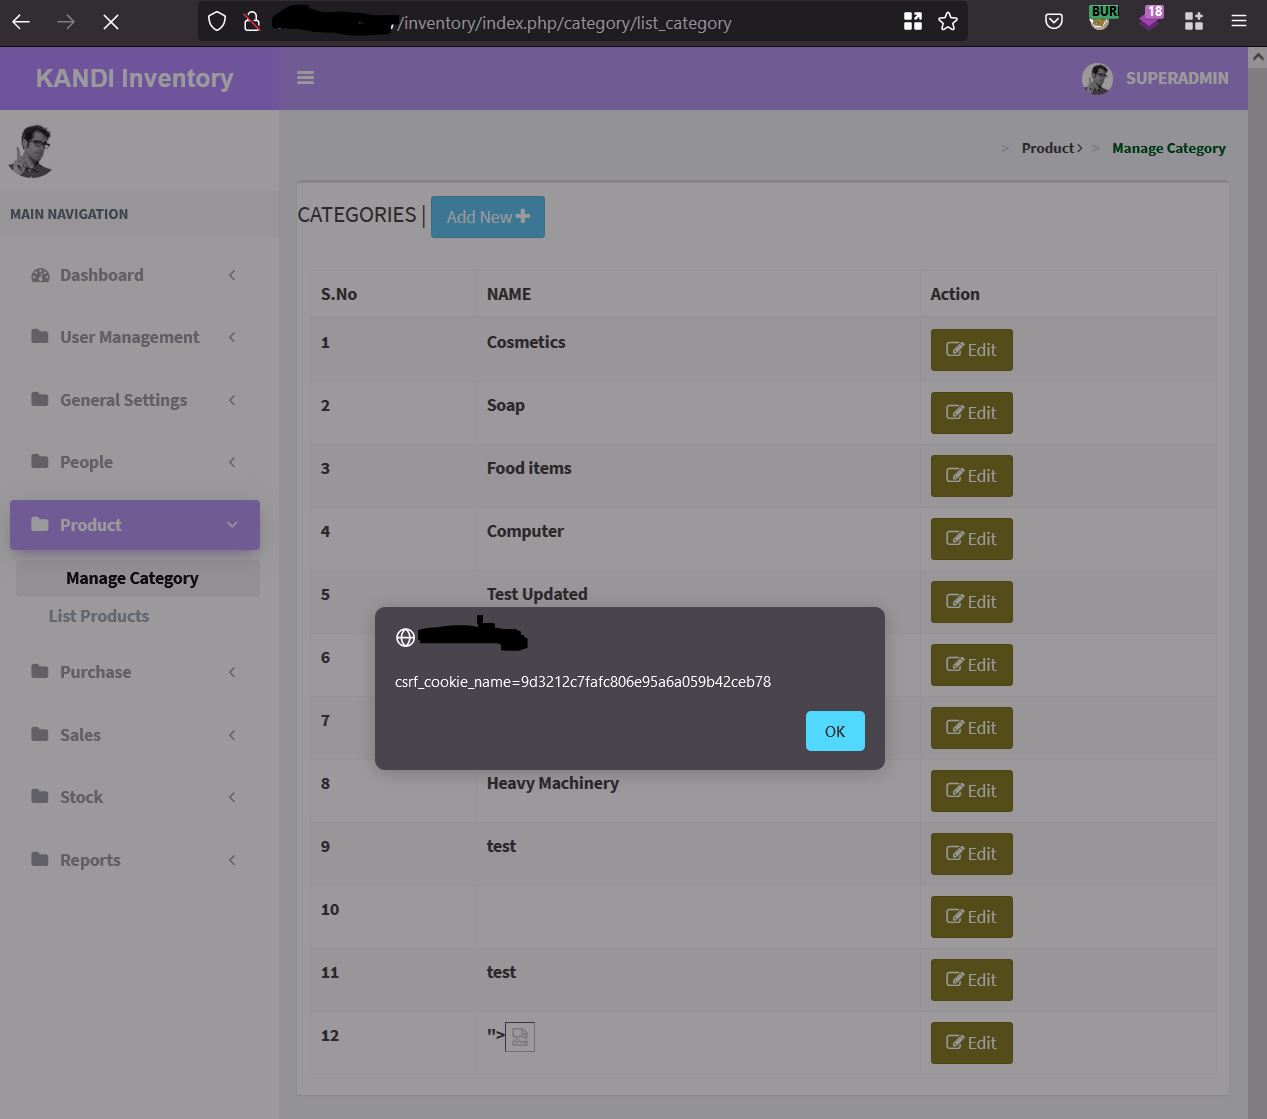 BUR
18
/inventory/index.php/category/list_category
KANDI Inventory
SUPERADMIN
> Product > > Manage Category
MAIN NAVIGATION
CATEGORIES | Add New
Dashboard
User Management
General Settings
People
Product
Manage Category
List Products
Purchase
Sales
Stock
Reports
S.No NAME Action
1 Cosmetics Edit
2 Soap Edit
3 Food items Edit
4 Computer Edit
5 Test Updated Edit
6 Edit
7 Edit
8 Heavy Machinery Edit
9 test Edit
10 Edit
11 test Edit
12 "> Edit
csrf_cookie_name=9d3212c7fafc806e95a6a059b42ceb78
OK